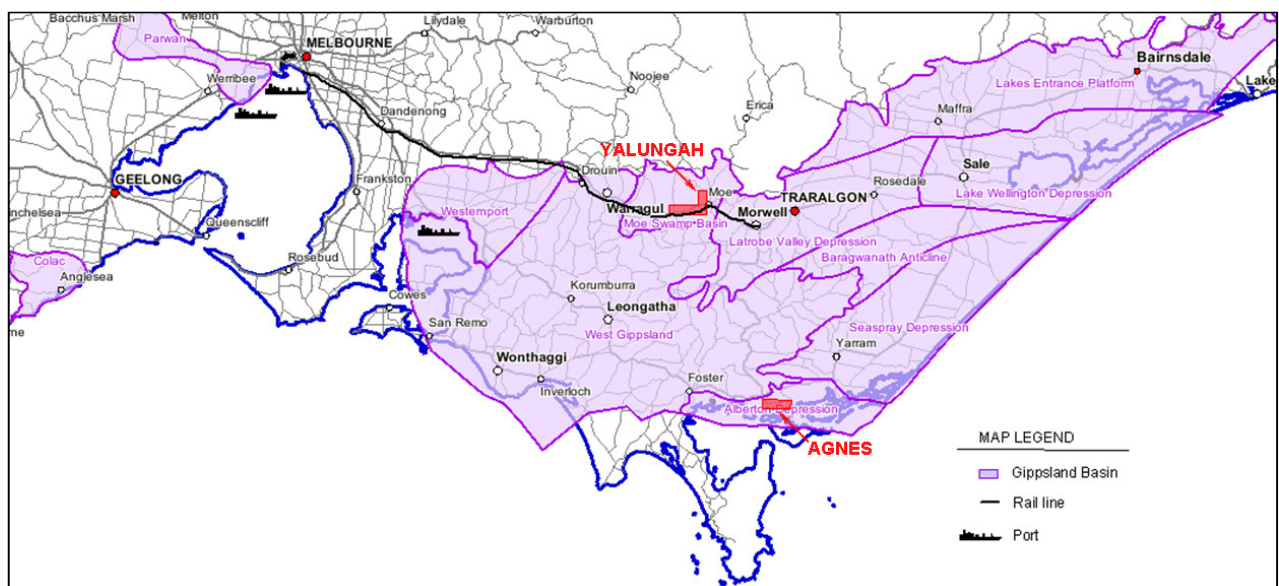 Bacchus Marsh
Melton
Lilydale
Warburton
Parwan
MELBOURNE
Werribee
Noojee
Bairnsdale
Lakes Entrance Platform
Lake
Dandenong
Erica
Maffra
YALUNGAH
GEELONG
Frankston
Drouin
Moe
Sale
Rosedale
TRARALGON
Lake Wellington Depression
nchelsea
Queenscliff
Westernport
Warragul
Morwell
Moe Swamp Basin
Latrobe Valley Depression
Baragwanath Anticline
Colac
Anglesea
Rosebud
Cowes
Korumburra
Leongatha
San Remo
West Gippsland
Seaspray Depression
ne
Yarram
Wonthaggi
Inverloch
Foster
Alberton Depression
AGNES
MAP LEGEND
Gippsland Basin
Rail line
Port